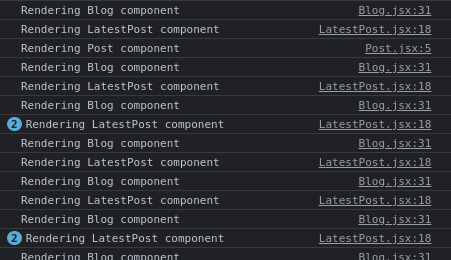 Rendering Blog component Blog.jsx:31
Rendering LatestPost component LatestPost.jsx:18
Rendering Post component Post.jsx:5
Rendering Blog component Blog.jsx:31
Rendering LatestPost component LatestPost.jsx:18
Rendering Blog component Blog.jsx:31
2 Rendering LatestPost component LatestPost.jsx:18
Rendering Blog component Blog.jsx:31
Rendering LatestPost component LatestPost.jsx:18
Rendering Blog component Blog.jsx:31
Rendering LatestPost component LatestPost.jsx:18
Rendering Blog component Blog.jsx:31
2 Rendering LatestPost component LatestPost.jsx:18
Rendering Blog component Blog.jsx:31